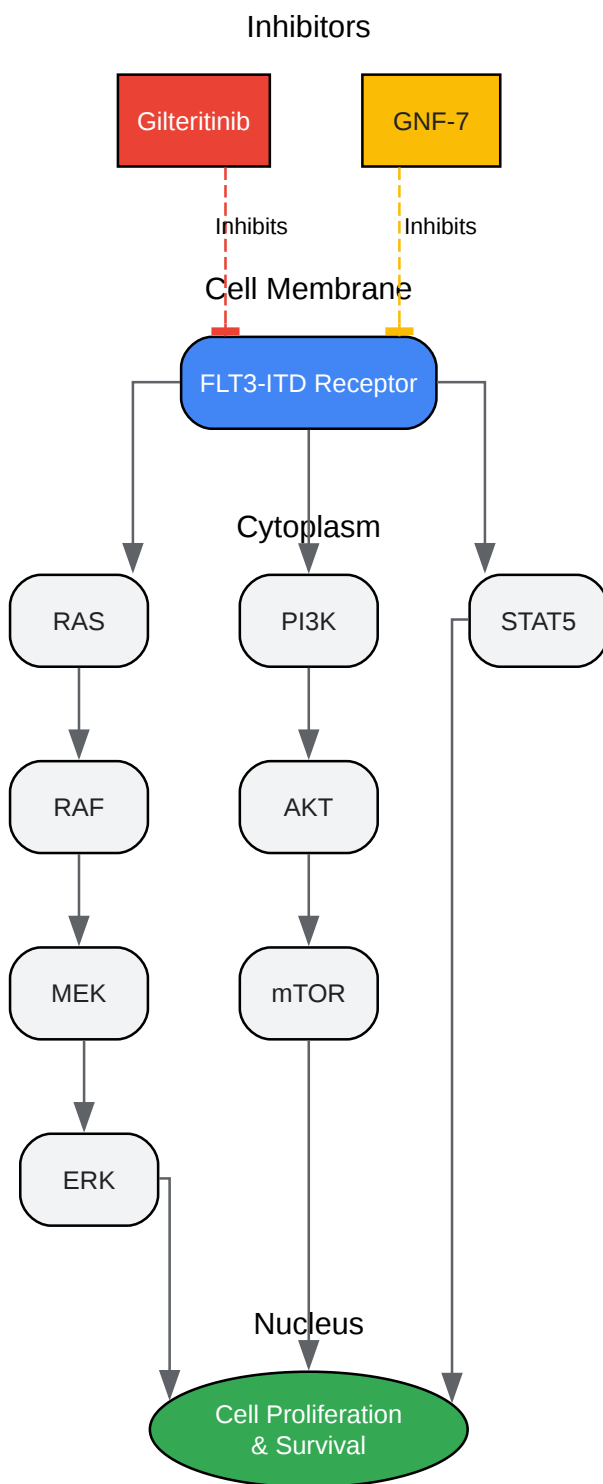 Inhibitors
Gilteritinib
GNF-7
Inhibits
Inhibits
Cell Membrane
FLT3-ITD Receptor
Cytoplasm
RAS
PI3K
STAT5
RAF
AKT
MEK
mTOR
ERK
Nucleus
Cell Proliferation
& Survival